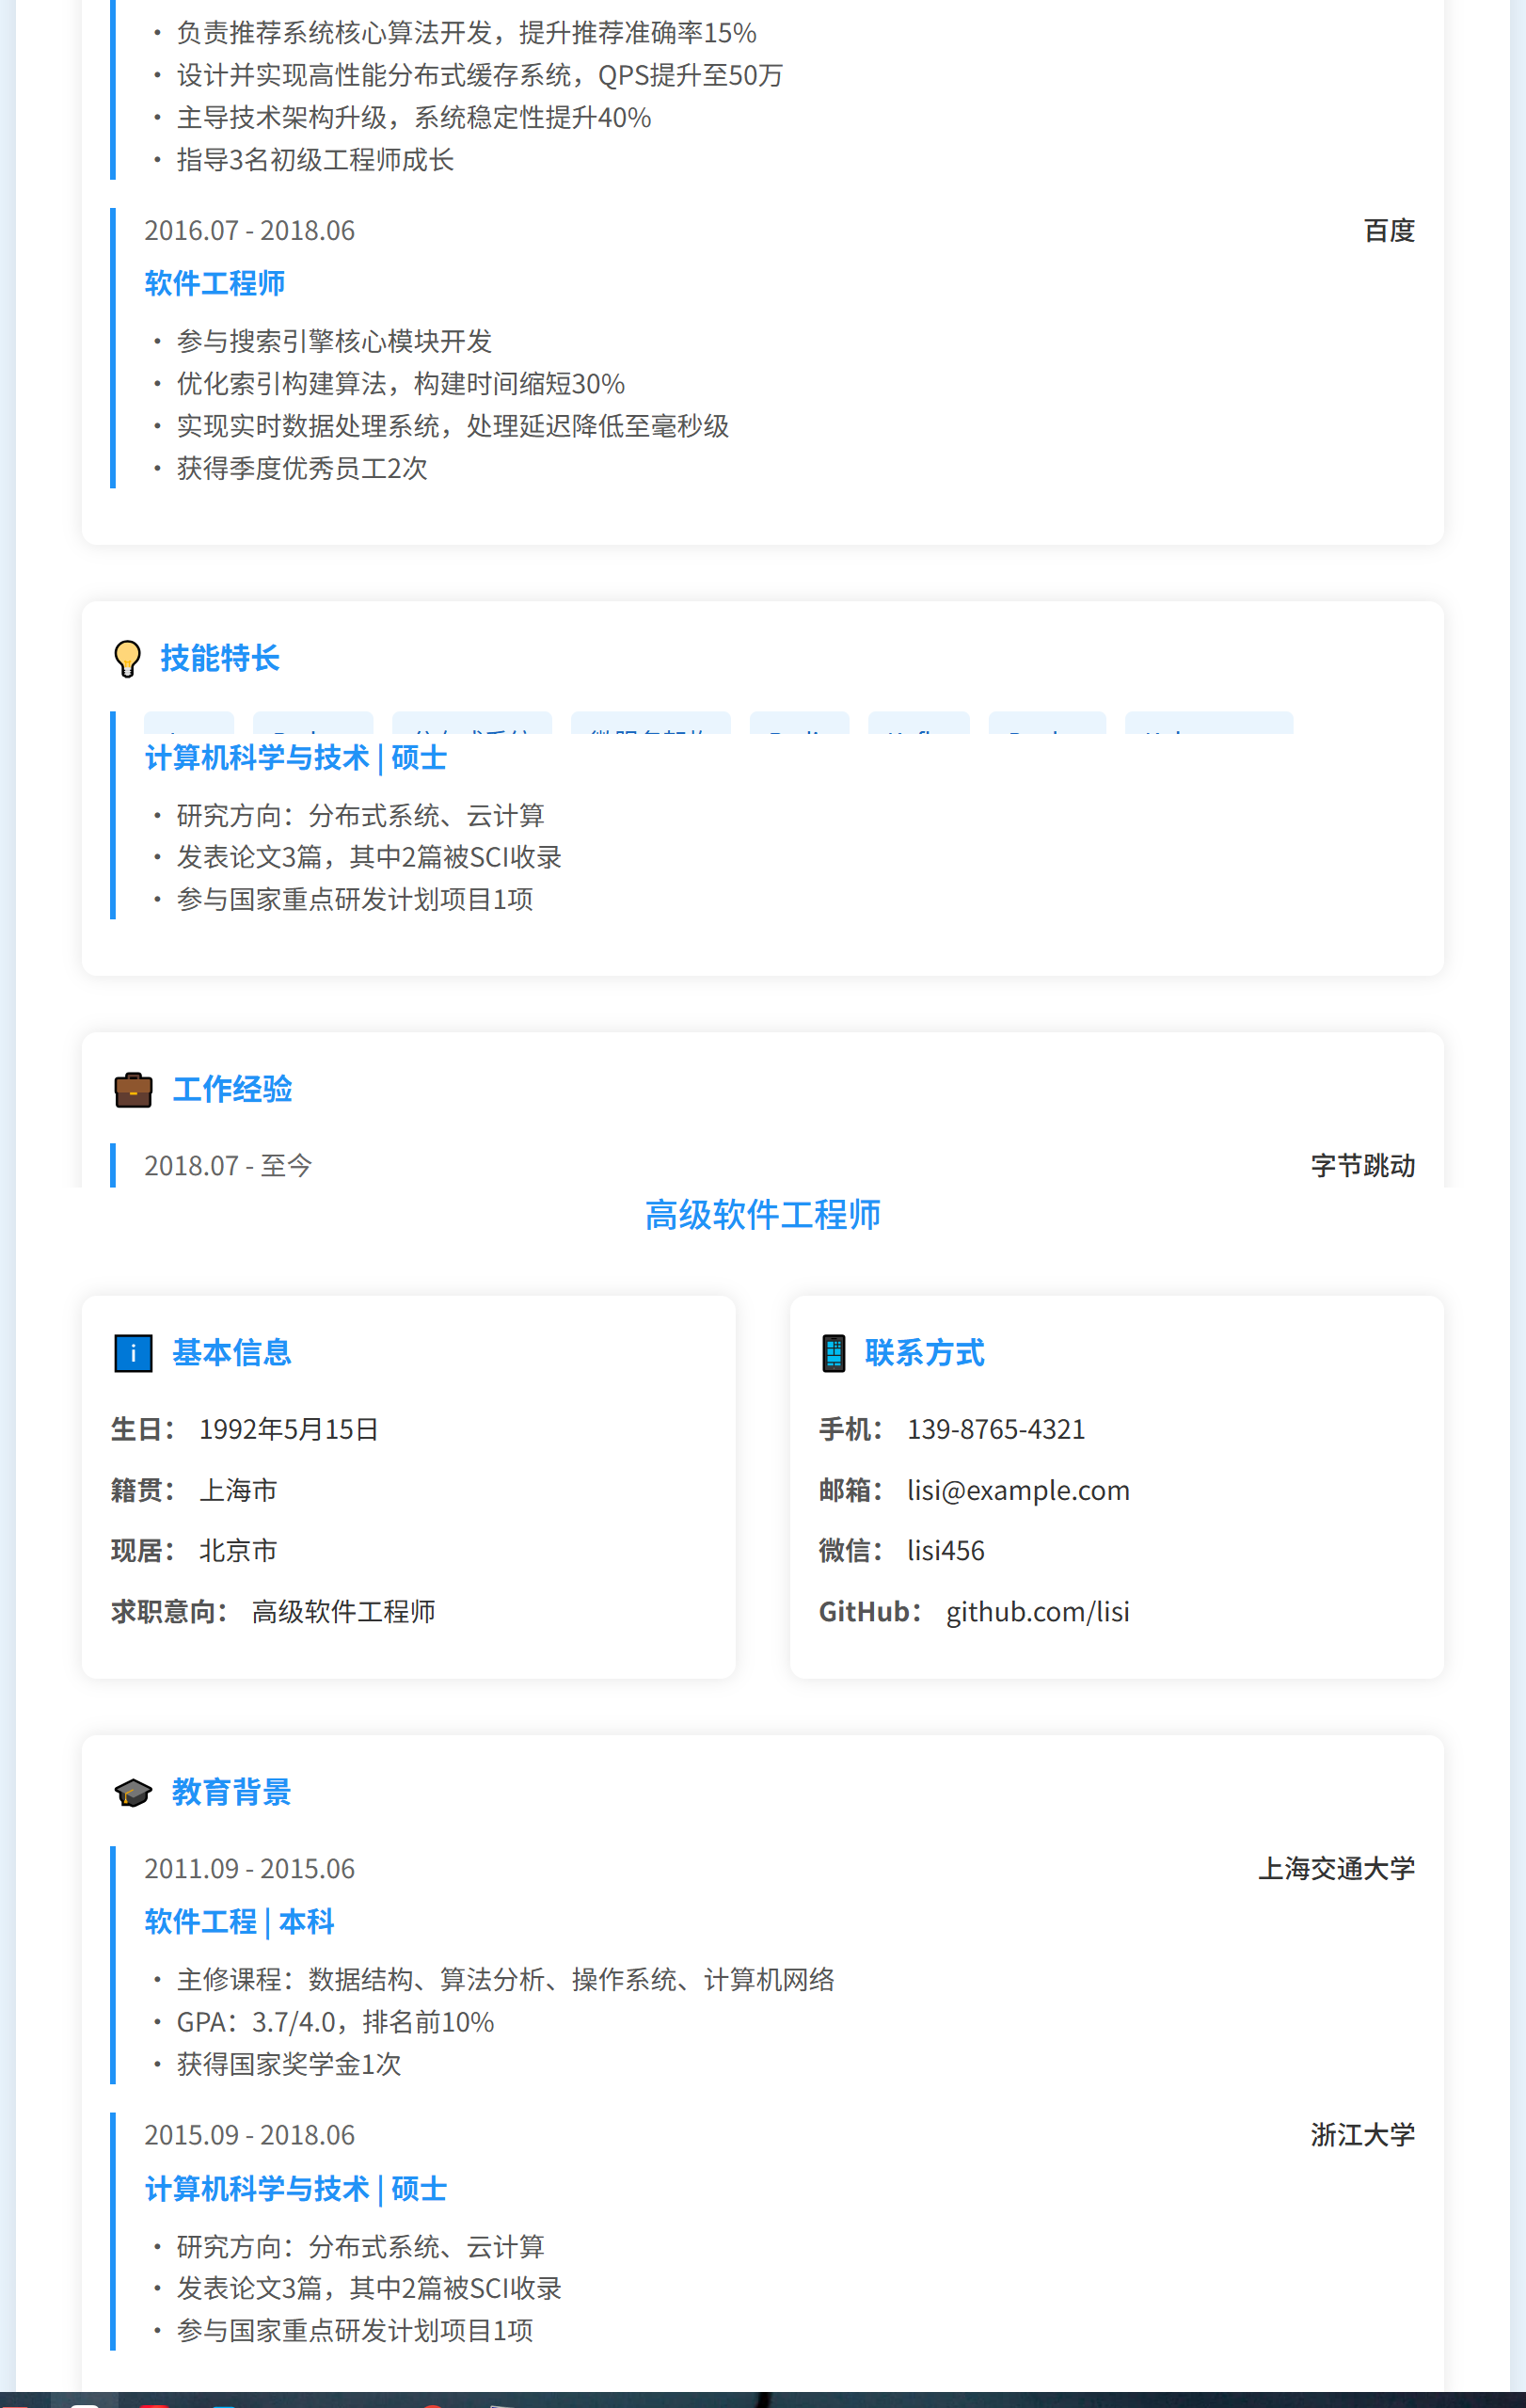 • 负责推荐系统核心算法开发，提升推荐准确率15%
• 设计并实现高性能分布式缓存系统，QPS提升至50万
• 主导技术架构升级，系统稳定性提升40%
• 指导3名初级工程师成长
2016.07 - 2018.06 百度
软件工程师
• 参与搜索引擎核心模块开发
• 优化索引构建算法，构建时间缩短30%
• 实现实时数据处理系统，处理延迟降低至毫秒级
• 获得季度优秀员工2次
技能特长
计算机科学与技术 | 硕士
• 研究方向：分布式系统、云计算
• 发表论文3篇，其中2篇被SCI收录
• 参与国家重点研发计划项目1项
工作经验
2018.07 - 至今 字节跳动
高级软件工程师
基本信息
生日： 1992年5月15日
籍贯： 上海市
现居： 北京市
求职意向： 高级软件工程师
联系方式
手机： 139-8765-4321
邮箱： lisi@example.com
微信： lisi456
GitHub： github.com/lisi
教育背景
2011.09 - 2015.06 上海交通大学
软件工程 | 本科
• 主修课程：数据结构、算法分析、操作系统、计算机网络
• GPA：3.7/4.0，排名前10%
• 获得国家奖学金1次
2015.09 - 2018.06 浙江大学
计算机科学与技术 | 硕士
• 研究方向：分布式系统、云计算
• 发表论文3篇，其中2篇被SCI收录
• 参与国家重点研发计划项目1项